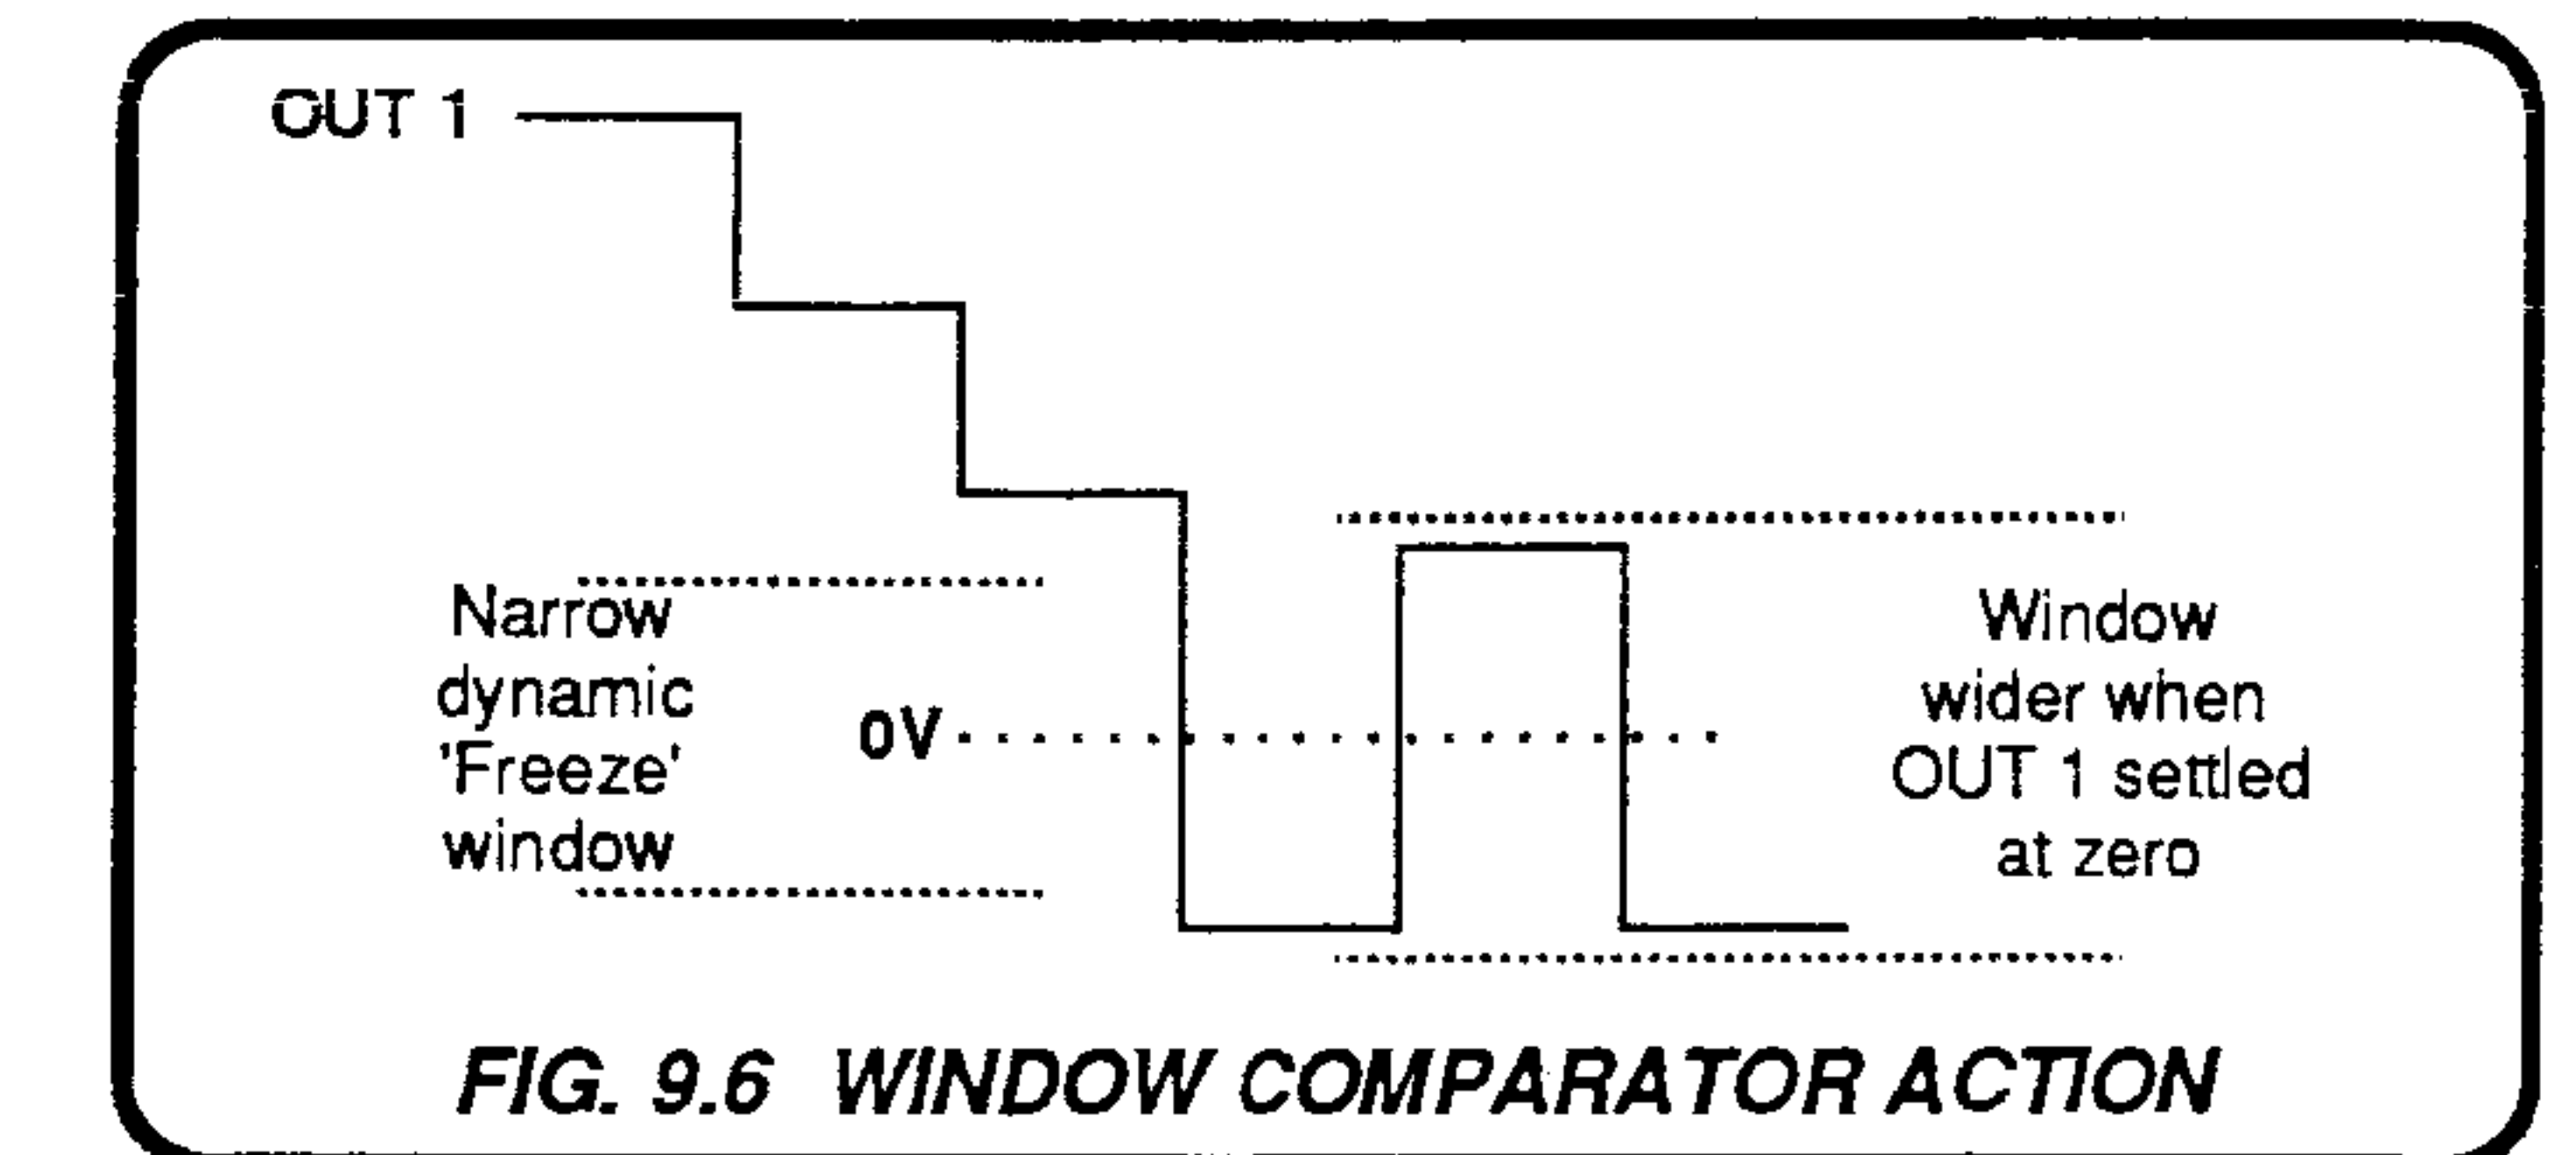 OUT 1
Narrow
dynamic
'Freeze'
window
0V
Window
wider when
OUT 1 settled
at zero
FIG. 9.6 WINDOW COMPARATOR ACTION